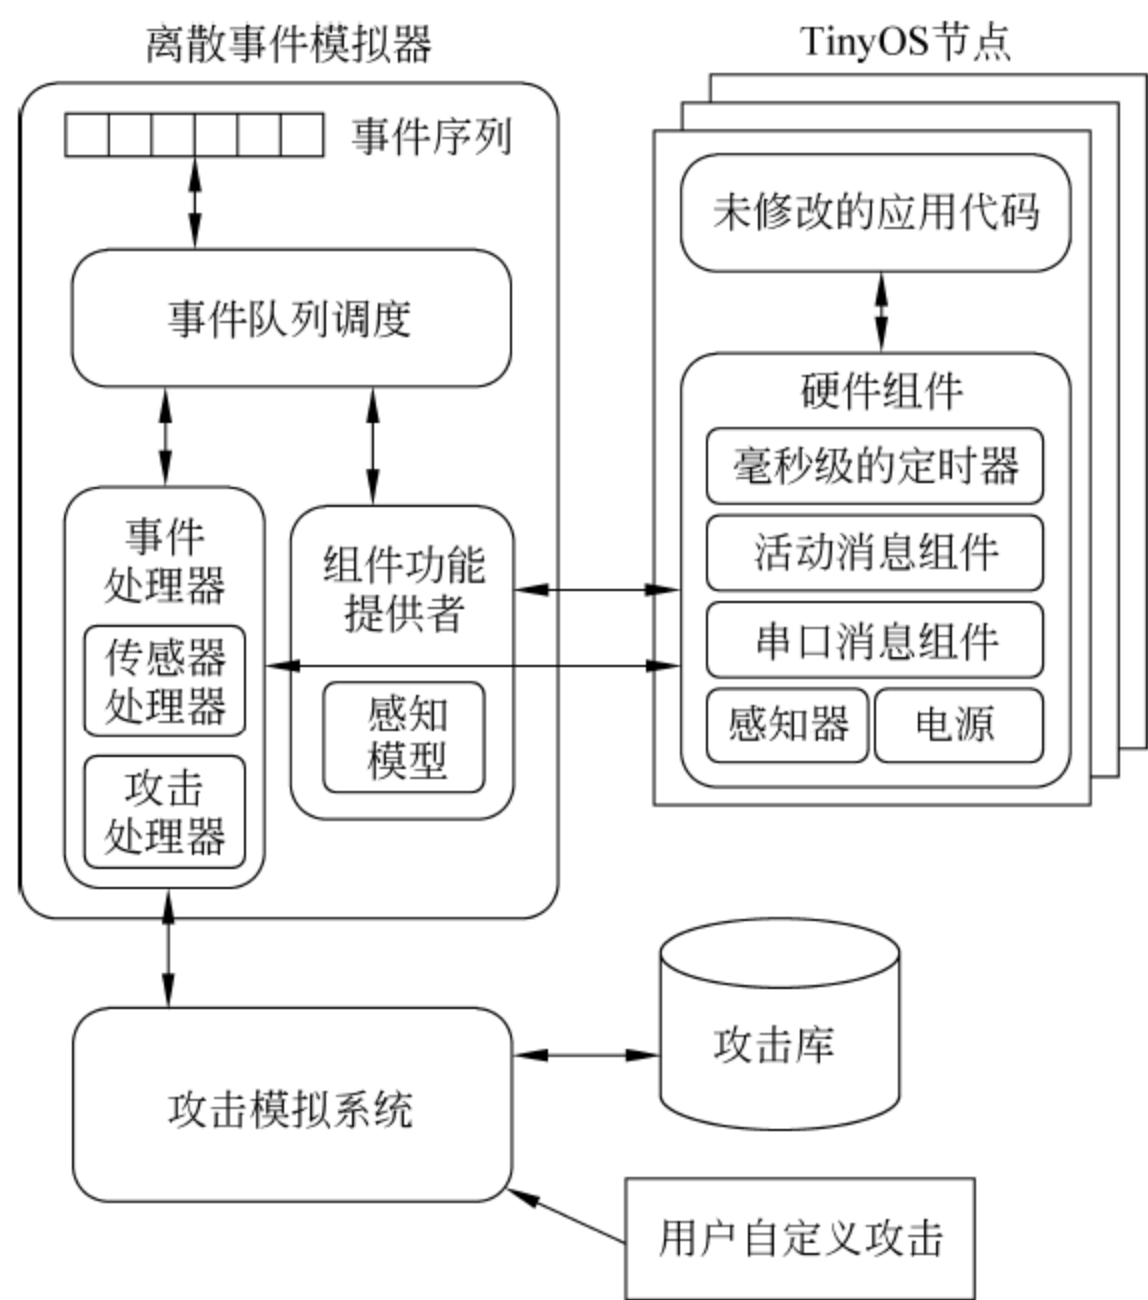 离散事件模拟器
TinyOS节点
事件序列
事件队列调度
事件
处理器
传感器
处理器
攻击
处理器
组件功能
提供者
感知
模型
未修改的应用代码
硬件组件
毫秒级的定时器
活动消息组件
串口消息组件
感知器
电源
攻击模拟系统
攻击库
用户自定义攻击